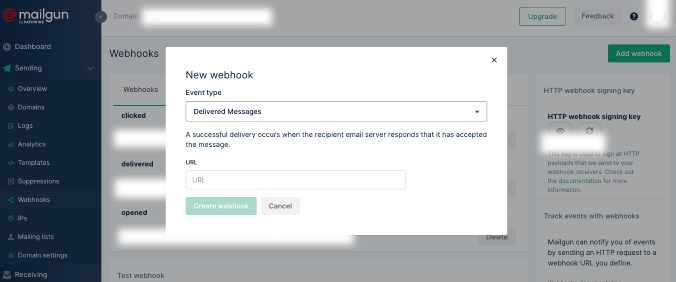 mailgun
BY PATHWIRE
Domain:
Upgrade
Feedback
Dashboard
Sending
Overview
Domains
Logs
Analytics
Templates
Suppressions
Webhooks
IPs
Mailing lists
Domain settings
Receiving
Webhooks
Add webhook
Webhooks
clicked
delivered
opened
Delete
Test webhook
New webhook
Event type
Delivered Messages
A successful delivery occurs when the recipient email server responds that it has accepted
the message.
URL
URL
Create webhook
Cancel
HTTP webhook signing key
HTTP webhook signing key
This key is used to sign all HTTP
payloads that we send to your
webhook receivers. Check out
the documentation for more
information.
Track events with webhooks
Mailgun can notify you of events
by sending an HTTP request to a
webhook URL you define.